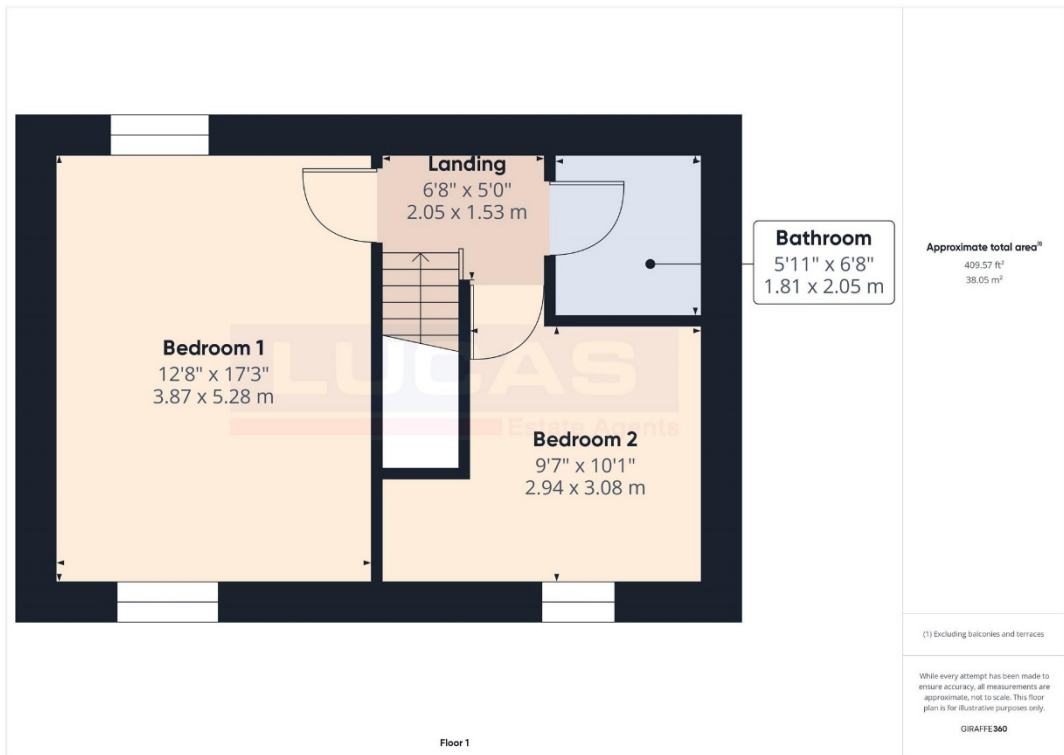 Landing
6'8" x 5'0"
2.05 x 1.53 m
Bathroom
5'11" x 6'8"
1.81 x 2.05 m
Approximate total area⁽¹⁾
409.57 ft²
38.05 m²
Bedroom 1
12'8" x 17'3"
3.87 x 5.28 m
LUCAS
Estate Agents
Bedroom 2
9'7" x 10'1"
2.94 x 3.08 m
(1) Excluding balconies and terraces
While every attempt has been made to
ensure accuracy, all measurements are
approximate, not to scale. This floor
plan is for illustrative purposes only.
GIRAFFE360
Floor 1